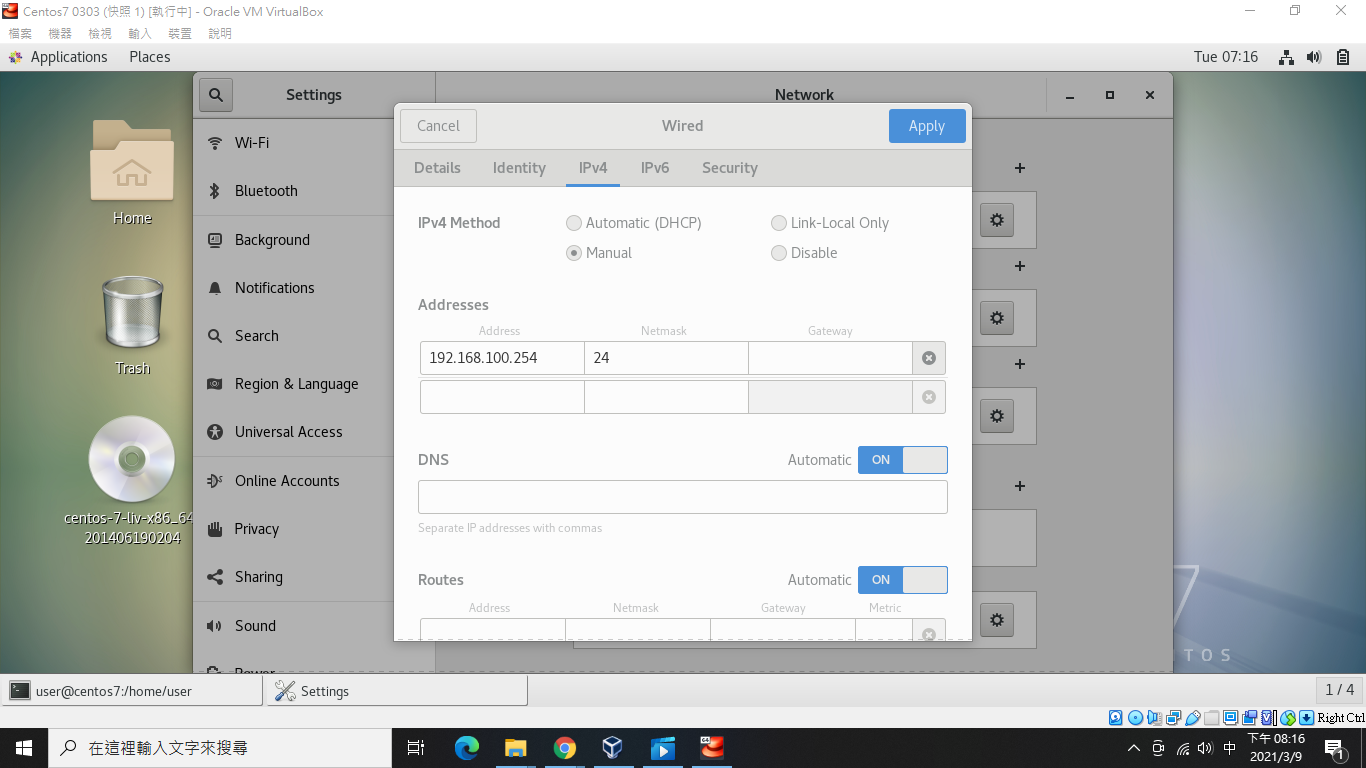 Centos7 0303 (快照 1) [執行中] - Oracle VM VirtualBox
檔案 機器 檢視 輸入 裝置 說明
Applications Places Tue 07:16
Settings Network
Cancel Wired Apply
Details Identity IPv4 IPv6 Security
Wi-Fi
Bluetooth
Background
Notifications
Search
Region & Language
Universal Access
Online Accounts
Privacy
Sharing
Sound
Home
Trash
centos-7-liv-x86_64
201406190204
IPv4 Method Automatic (DHCP) Link-Local Only
Manual Disable
Addresses
Address Netmask Gateway
192.168.100.254 24
DNS Automatic ON
Separate IP addresses with commas
Routes Automatic ON
Address Netmask Gateway Metric
7
TOS
user@centos7:/home/user Settings 1 / 4
Right Ctrl
在這裡輸入文字來搜尋
中 下午 08:16
2021/3/9
1